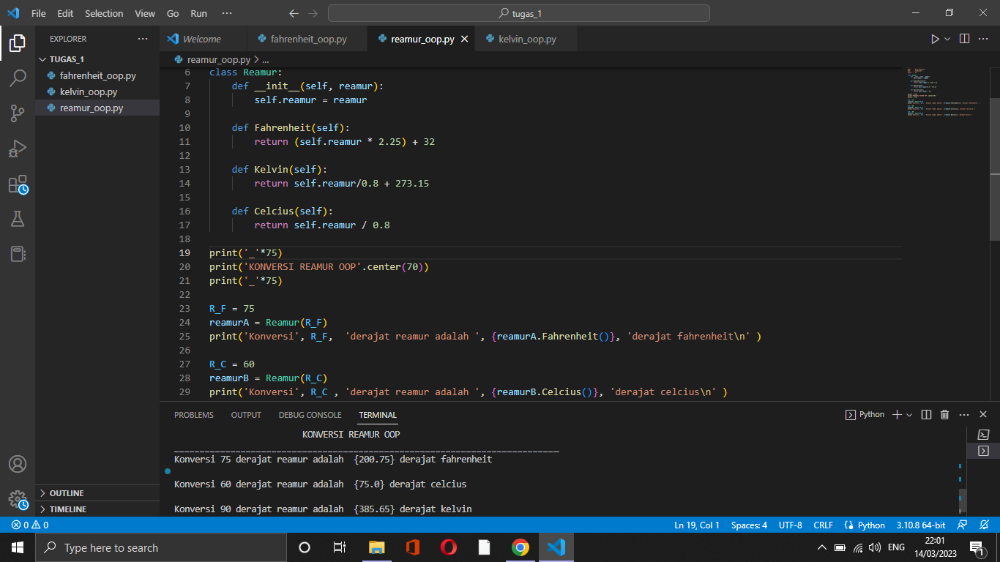 File Edit Selection View Go Run ··· tugas_1
EXPLORER ···
TUGAS_1
fahrenheit_oop.py
kelvin_oop.py
reamur_oop.py
OUTLINE
TIMELINE
Welcome fahrenheit_oop.py reamur_oop.py kelvin_oop.py
reamur_oop.py > ...
6 class Reamur:
7 def __init__(self, reamur):
8 self.reamur = reamur
9
10 def Fahrenheit(self):
11 return (self.reamur * 2.25) + 32
12
13 def Kelvin(self):
14 return self.reamur/0.8 + 273.15
15
16 def Celcius(self):
17 return self.reamur / 0.8
18
19 print('_'*75)
20 print('KONVERSI REAMUR OOP'.center(70))
21 print('_'*75)
22
23 R_F = 75
24 reamurA = Reamur(R_F)
25 print('Konversi', R_F,  'derajat reamur adalah ', {reamurA.Fahrenheit()}, 'derajat fahrenheit\n' )
26
27 R_C = 60
28 reamurB = Reamur(R_C)
29 print('Konversi', R_C , 'derajat reamur adalah ', {reamurB.Celcius()}, 'derajat celcius\n' )
PROBLEMS OUTPUT DEBUG CONSOLE TERMINAL Python
KONVERSI REAMUR OOP
___________________________________________________________________________
Konversi 75 derajat reamur adalah  {200.75} derajat fahrenheit
Konversi 60 derajat reamur adalah  {75.0} derajat celcius
Konversi 90 derajat reamur adalah  {385.65} derajat kelvin
0 0 Ln 19, Col 1 Spaces: 4 UTF-8 CRLF Python 3.10.8 64-bit
Type here to search ENG 22:01
14/03/2023 1